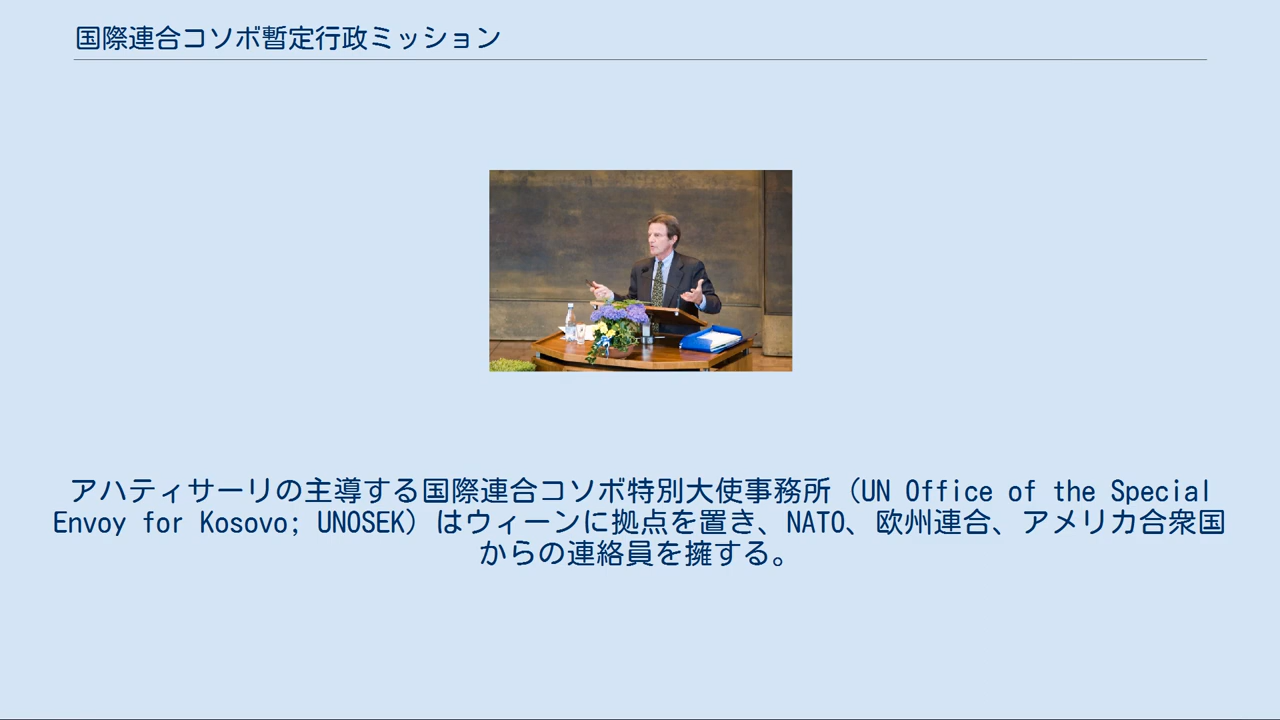 国際連合コソボ暫定行政ミッション
アハティサーリの主導する国際連合コソボ特別大使事務所（UN Office of the Special
Envoy for Kosovo; UNOSEK）はウィーンに拠点を置き、NATO、欧州連合、アメリカ合衆国
からの連絡員を擁する。